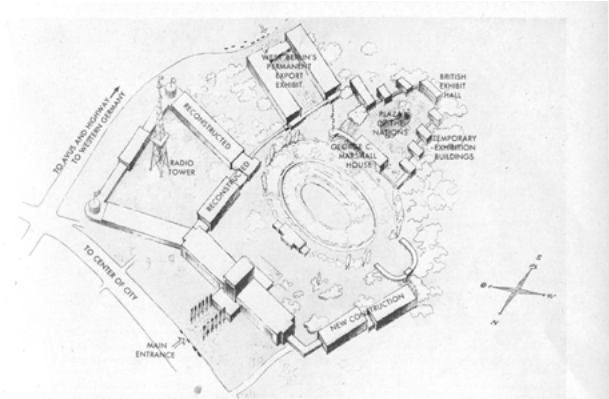 WEST BERLIN'S
PERMANENT
EXPORT
EXHIBIT
BRITISH
EXHIBIT
HALL
PLAZA
OF THE
NATIONS
TEMPORARY
EXHIBITION
BUILDINGS
GEORGE C.
MARSHALL
HOUSE
TO AVUS AND HIGHWAY
TO WESTERN GERMANY
RECONSTRUCTED
RADIO
TOWER
RECONSTRUCTED
TO CENTER OF CITY
MAIN
ENTRANCE
NEW CONSTRUCTION
S
O
W
N